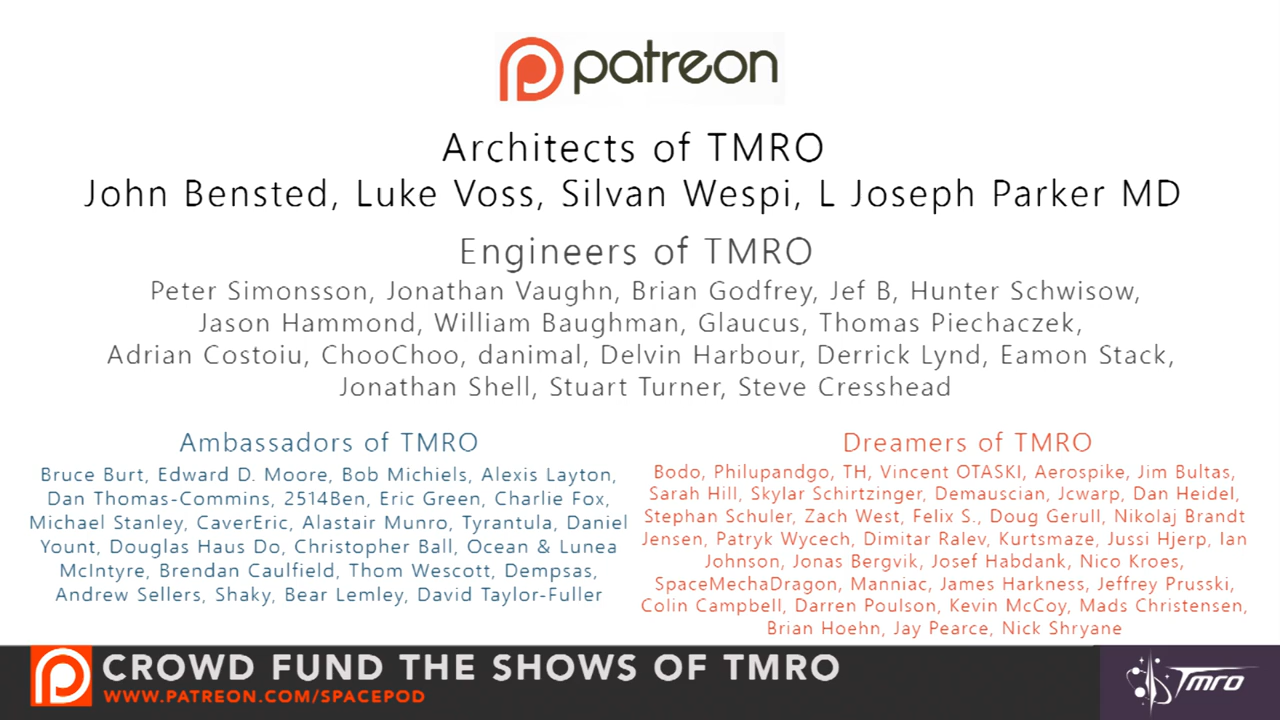 patreon
Architects of TMRO
John Bensted, Luke Voss, Silvan Wespi, L Joseph Parker MD
Engineers of TMRO
Peter Simonsson, Jonathan Vaughn, Brian Godfrey, Jef B, Hunter Schwisow,
Jason Hammond, William Baughman, Glaucus, Thomas Piechaczek,
Adrian Costoiu, ChooChoo, danimal, Delvin Harbour, Derrick Lynd, Eamon Stack,
Jonathan Shell, Stuart Turner, Steve Cresshead
Ambassadors of TMRO
Bruce Burt, Edward D. Moore, Bob Michiels, Alexis Layton,
Dan Thomas-Commins, 2514Ben, Eric Green, Charlie Fox,
Michael Stanley, CaverEric, Alastair Munro, Tyrantula, Daniel
Yount, Douglas Haus Do, Christopher Ball, Ocean & Lunea
McIntyre, Brendan Caulfield, Thom Wescott, Dempsas,
Andrew Sellers, Shaky, Bear Lemley, David Taylor-Fuller
Dreamers of TMRO
Bodo, Philupandgo, TH, Vincent OTASKI, Aerospike, Jim Bultas,
Sarah Hill, Skylar Schirtzinger, Demauscian, Jcwarp, Dan Heidel,
Stephan Schuler, Zach West, Felix S., Doug Gerull, Nikolaj Brandt
Jensen, Patryk Wycech, Dimitar Ralev, Kurtsmaze, Jussi Hjerp, Ian
Johnson, Jonas Bergvik, Josef Habdank, Nico Kroes,
SpaceMechaDragon, Manniac, James Harkness, Jeffrey Prusski,
Colin Campbell, Darren Poulson, Kevin McCoy, Mads Christensen,
Brian Hoehn, Jay Pearce, Nick Shryane
CROWD FUND THE SHOWS OF TMRO
WWW.PATREON.COM/SPACEPOD
Tmro